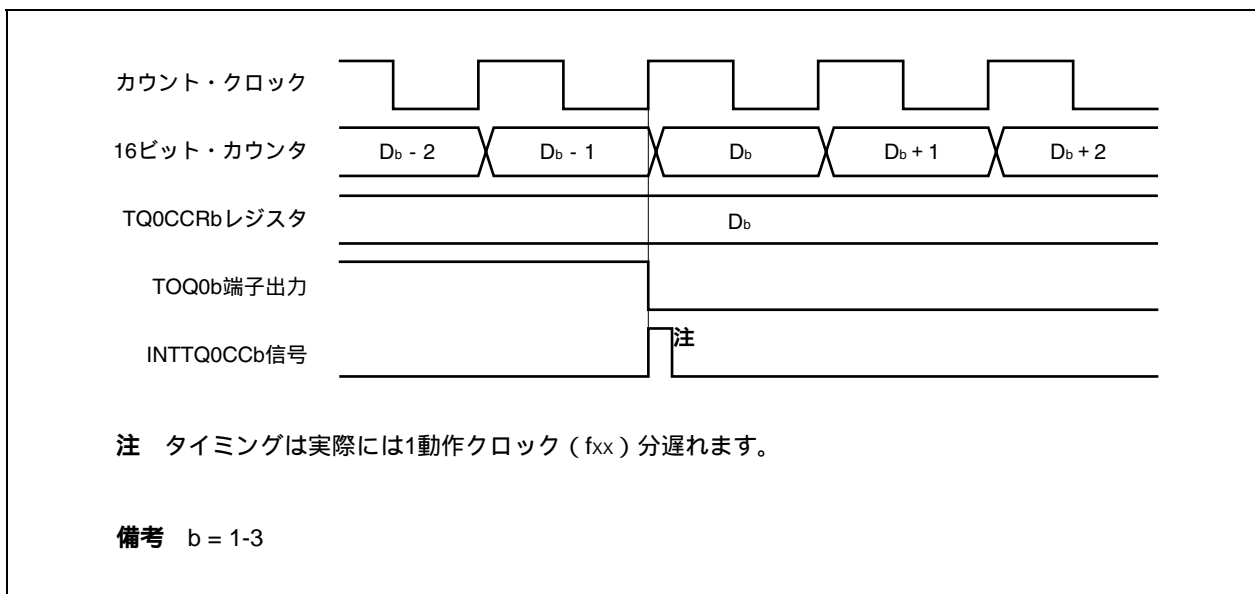 カウント・クロック
16ビット・カウンタ Db - 2 Db - 1 Db Db + 1 Db + 2
TQ0CCRbレジスタ Db
TOQ0b端子出力
INTTQ0CCb信号 注
注 タイミングは実際には1動作クロック（fxx）分遅れます。
備考 b = 1-3